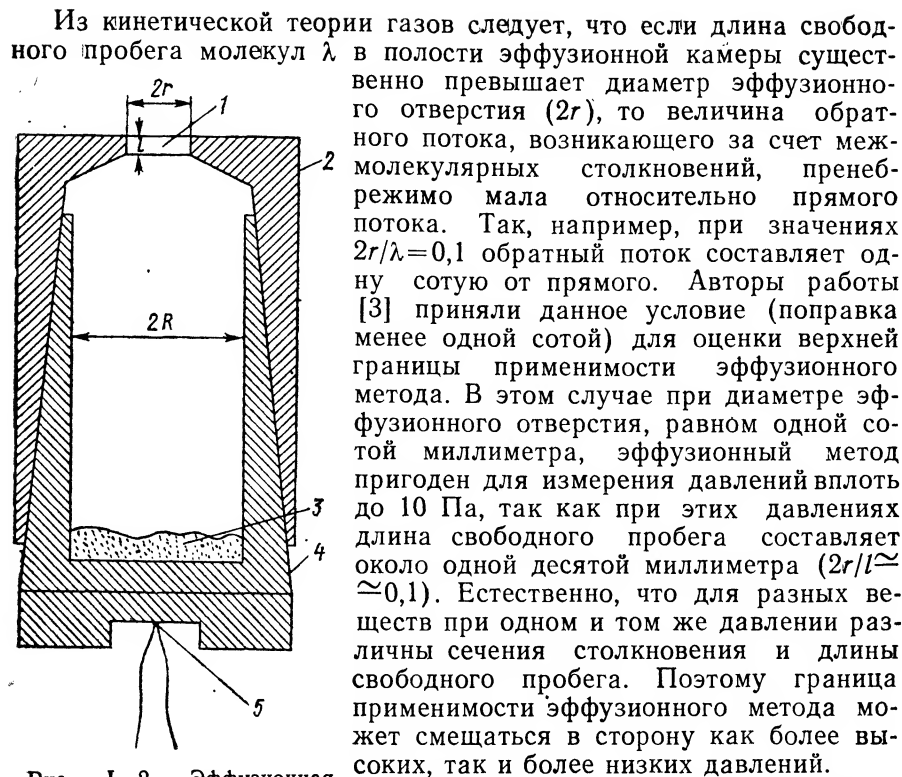 Из кинетической теории газов следует, что если длина свобод-
ного пробега молекул λ в полости эффузионной камеры сущест-
венно превышает диаметр эффузионно-
го отверстия (2r), то величина обрат-
ного потока, возникающего за счет меж-
молекулярных столкновений, пренеб-
режимо мала относительно прямого
потока. Так, например, при значениях
2r/λ=0,1 обратный поток составляет од-
ну сотую от прямого. Авторы работы
[3] приняли данное условие (поправка
менее одной сотой) для оценки верхней
границы применимости эффузионного
метода. В этом случае при диаметре эф-
фузионного отверстия, равном одной со-
той миллиметра, эффузионный метод
пригоден для измерения давлений вплоть
до 10 Па, так как при этих давлениях
длина свободного пробега составляет
около одной десятой миллиметра (2r/l≃
≃0,1). Естественно, что для разных ве-
ществ при одном и том же давлении раз-
личны сечения столкновения и длины
свободного пробега. Поэтому граница
применимости эффузионного метода мо-
жет смещаться в сторону как более вы-
соких, так и более низких давлений.
2r
1
l
2
2R
3
4
5